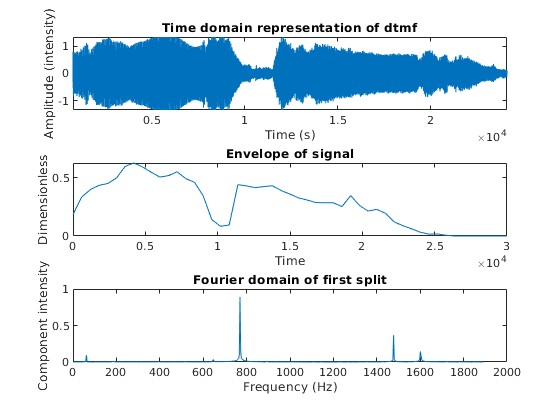 Time domain representation of dtmf
Amplitude (intensity)
1
0
-1
0.5 1 1.5 2
×10^4
Time (s)
Envelope of signal
Dimensionless
0.5
0
0 0.5 1 1.5 2 2.5 3
×10^4
Time
Fourier domain of first split
Component intensity
1
0.5
0
0 200 400 600 800 1000 1200 1400 1600 1800 2000
Frequency (Hz)